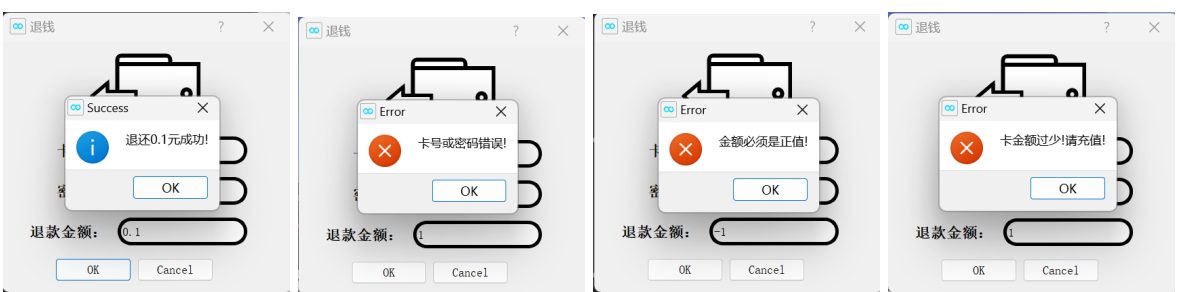 退钱
Success
退还0.1元成功!
OK
退款金额：
0.1
OK
Cancel
退钱
Error
卡号或密码错误!
OK
退款金额：
1
OK
Cancel
退钱
Error
金额必须是正值!
OK
退款金额：
-1
OK
Cancel
退钱
Error
卡金额过少!请充值!
OK
退款金额：
1
OK
Cancel